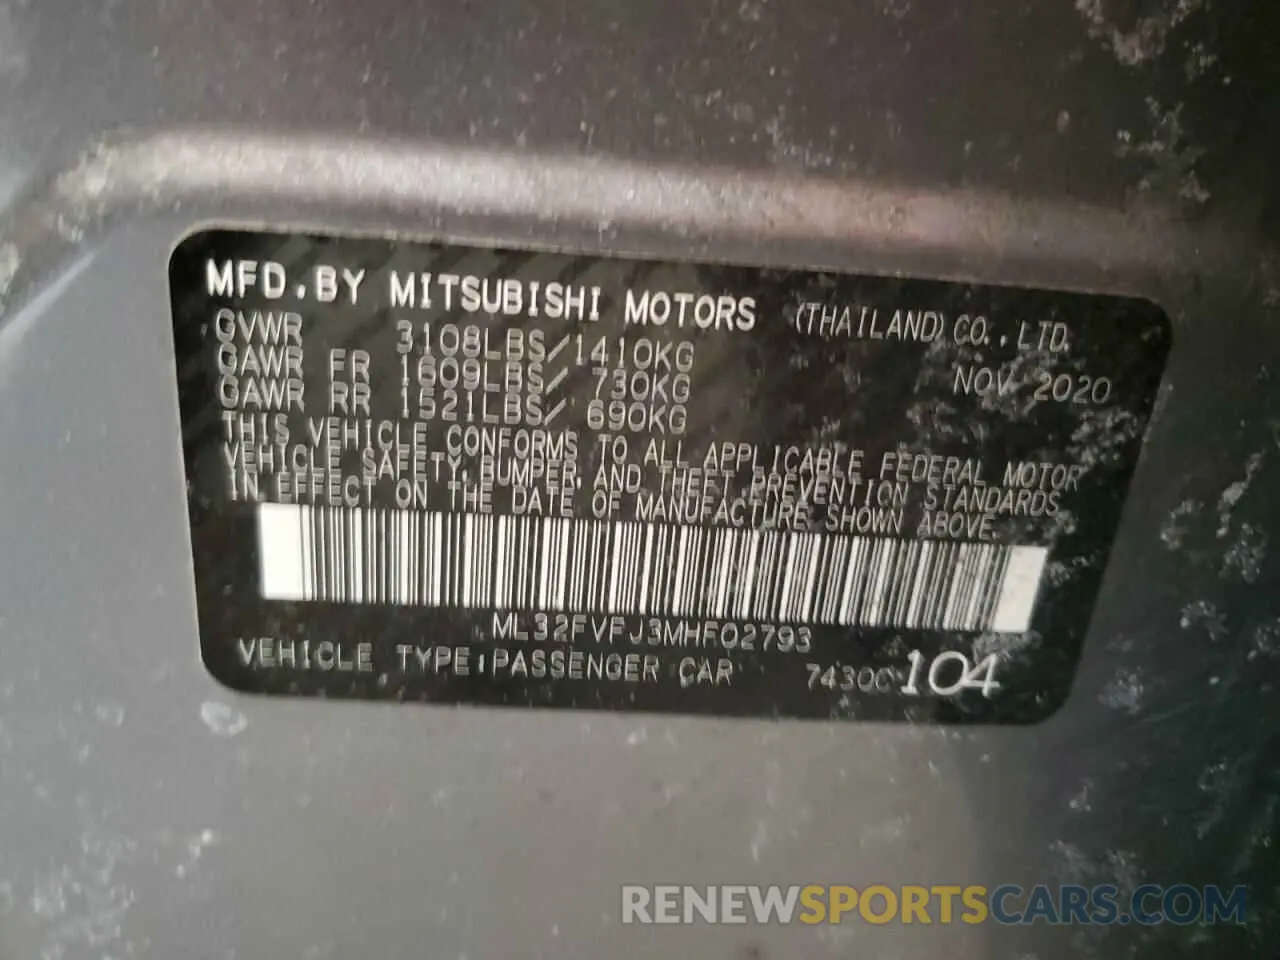 MFD.BY MITSUBISHI MOTORS (THAILAND) CO.,LTD.
GVWR 3108LBS/1410KG NOV 2020
GAWR FR 1609LBS/ 730KG
GAWR RR 1521LBS/ 690KG
THIS VEHICLE CONFORMS TO ALL APPLICABLE FEDERAL MOTOR
VEHICLE SAFETY, BUMPER, AND THEFT PREVENTION STANDARDS
IN EFFECT ON THE DATE OF MANUFACTURE SHOWN ABOVE.
ML32FVFJ3MHF02793
VEHICLE TYPE:PASSENGER CAR 7430C 104
RENEWSPORTSCARS.COM